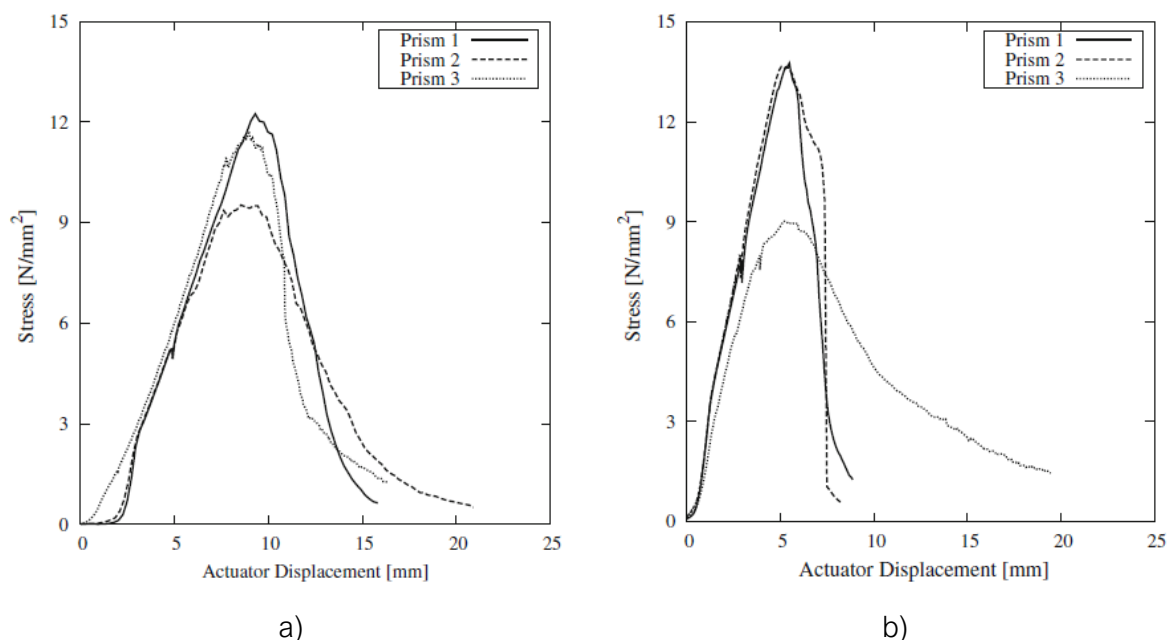 15
12
9
6
3
0
Stress [N/mm²]
Prism 1
Prism 2
Prism 3
0 5 10 15 20 25
Actuator Displacement [mm]
a)
15
12
9
6
3
0
Stress [N/mm²]
Prism 1
Prism 2
Prism 3
0 5 10 15 20 25
Actuator Displacement [mm]
b)